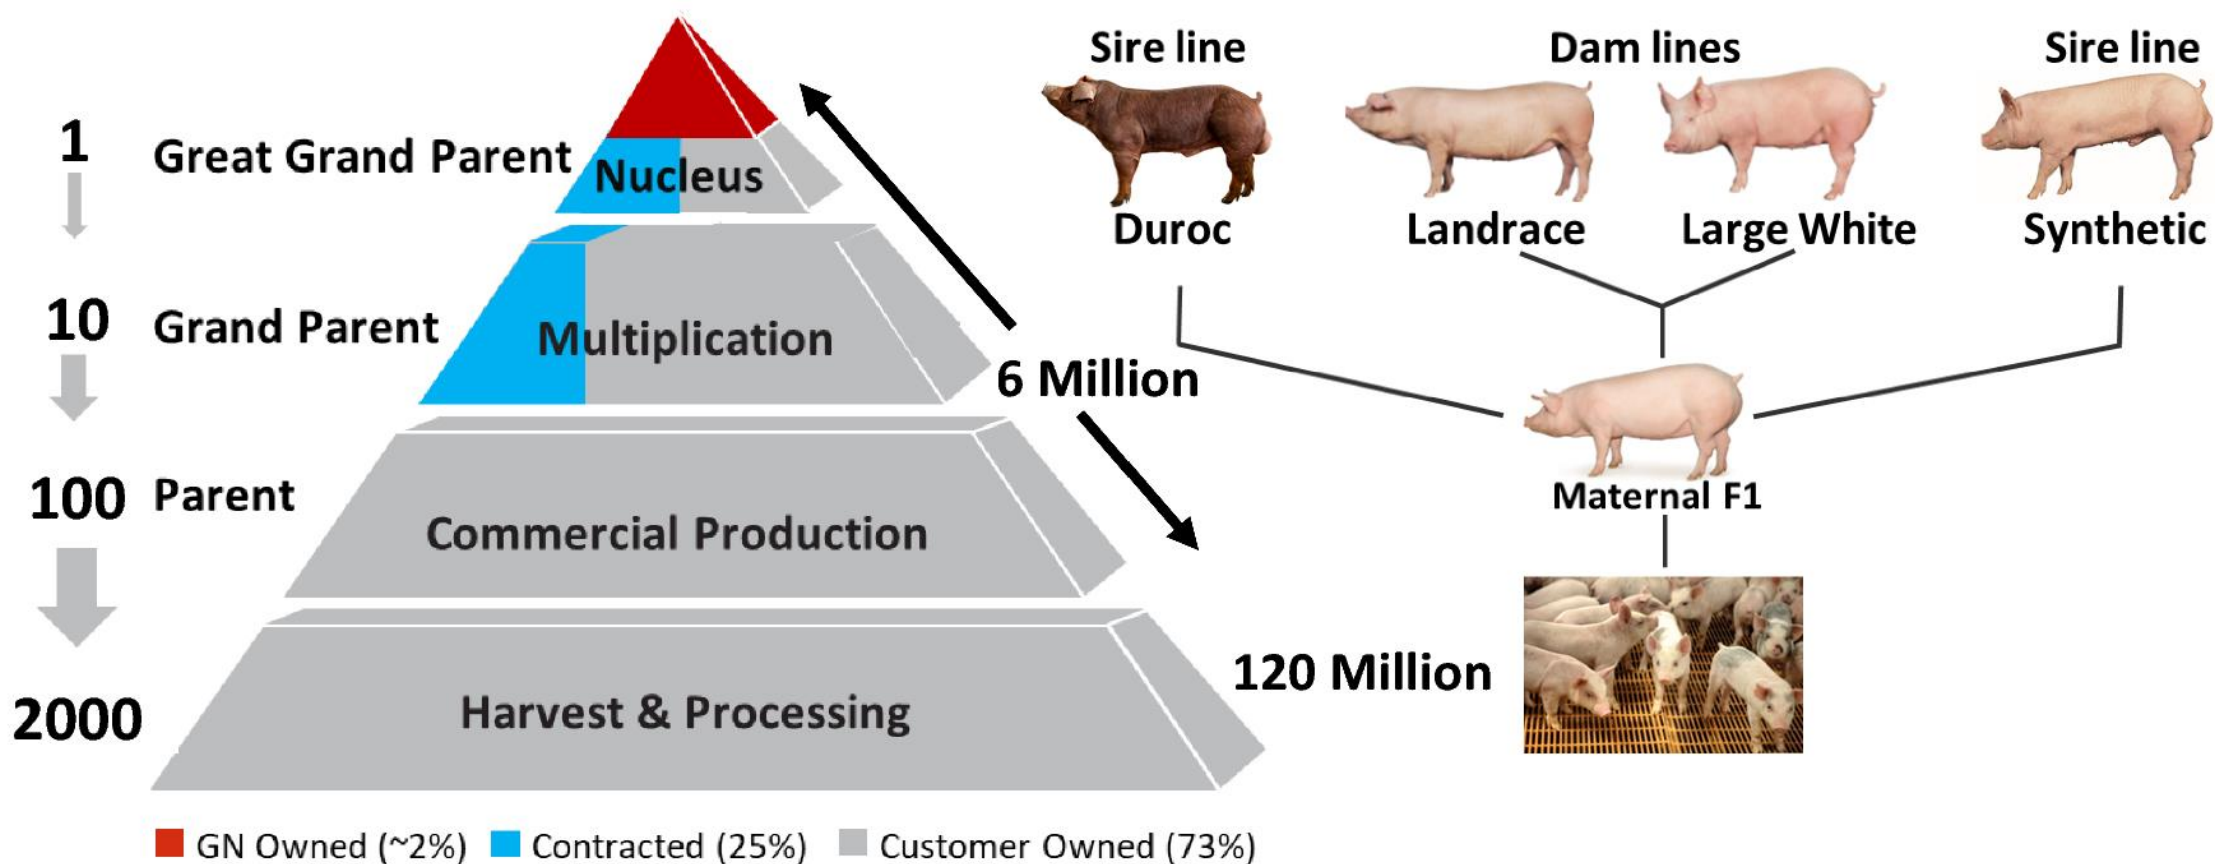 1
Great Grand Parent
Nucleus
10
Grand Parent
Multiplication
100
Parent
Commercial Production
2000
Harvest & Processing
6 Million
120 Million
GN Owned (~2%)
Contracted (25%)
Customer Owned (73%)
Sire line
Dam lines
Sire line
Duroc
Landrace
Large White
Synthetic
Maternal F1